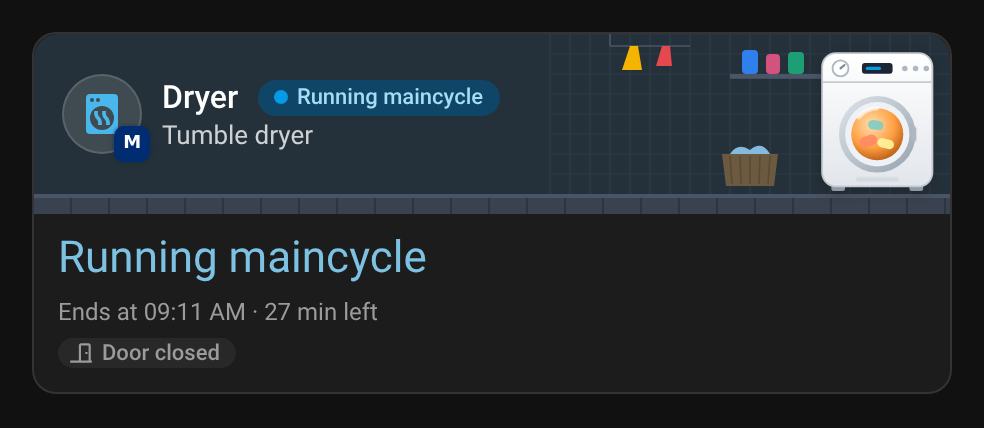 Dryer
Running maincycle
Tumble dryer
M
Running maincycle
Ends at 09:11 AM · 27 min left
Door closed